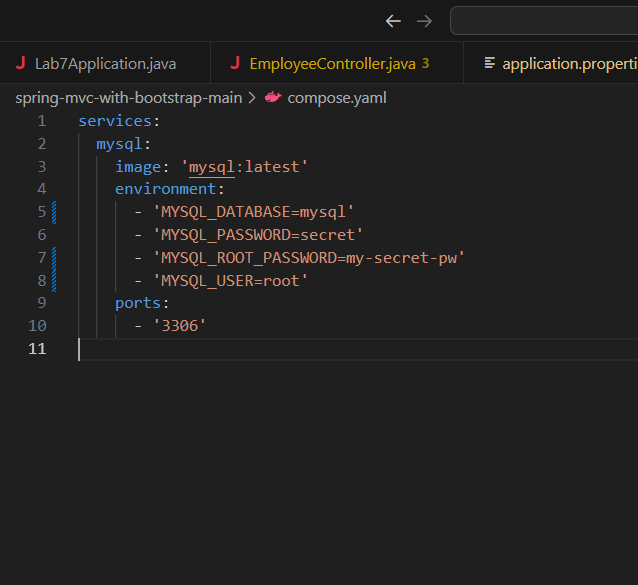 Lab7Application.java
EmployeeController.java 3
application.properti
spring-mvc-with-bootstrap-main > compose.yaml
1 services:
2 mysql:
3 image: 'mysql:latest'
4 environment:
5 - 'MYSQL_DATABASE=mysql'
6 - 'MYSQL_PASSWORD=secret'
7 - 'MYSQL_ROOT_PASSWORD=my-secret-pw'
8 - 'MYSQL_USER=root'
9 ports:
10 - '3306'
11